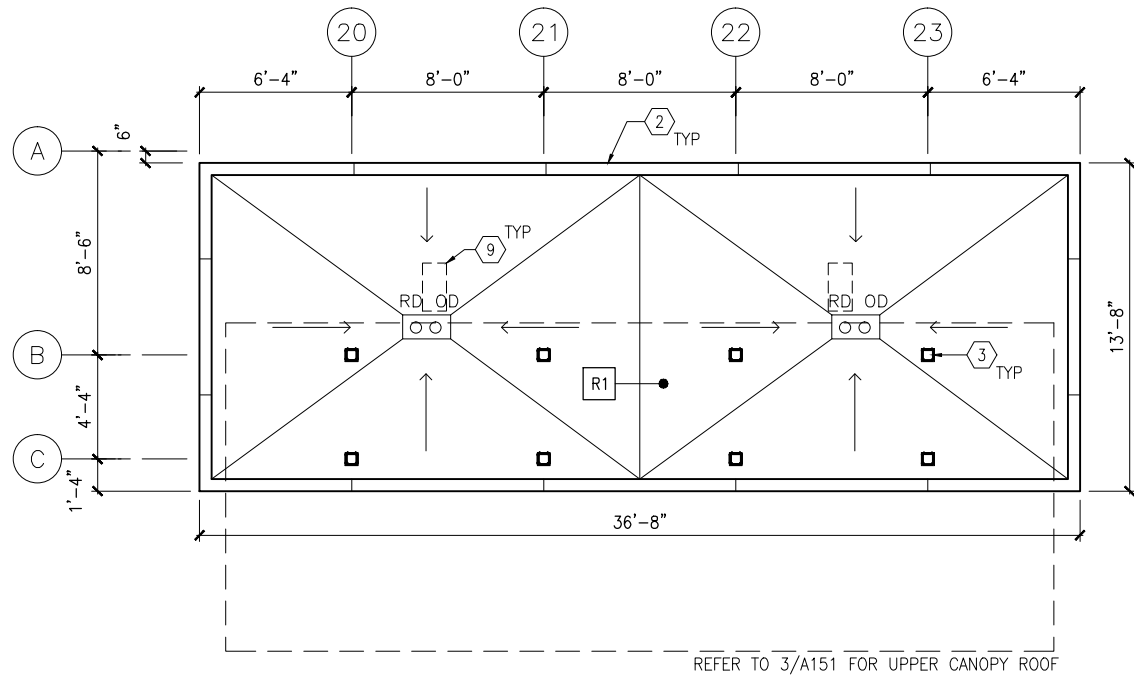 20 21 22 23
6'-4" 8'-0" 8'-0" 8'-0" 6'-4"
A
6"
2
TYP
8'-6"
9
TYP
RD OD
RD OD
B
3
TYP
13'-8"
R1
4'-4"
C
1'-4"
36'-8"
REFER TO 3/A151 FOR UPPER CANOPY ROOF